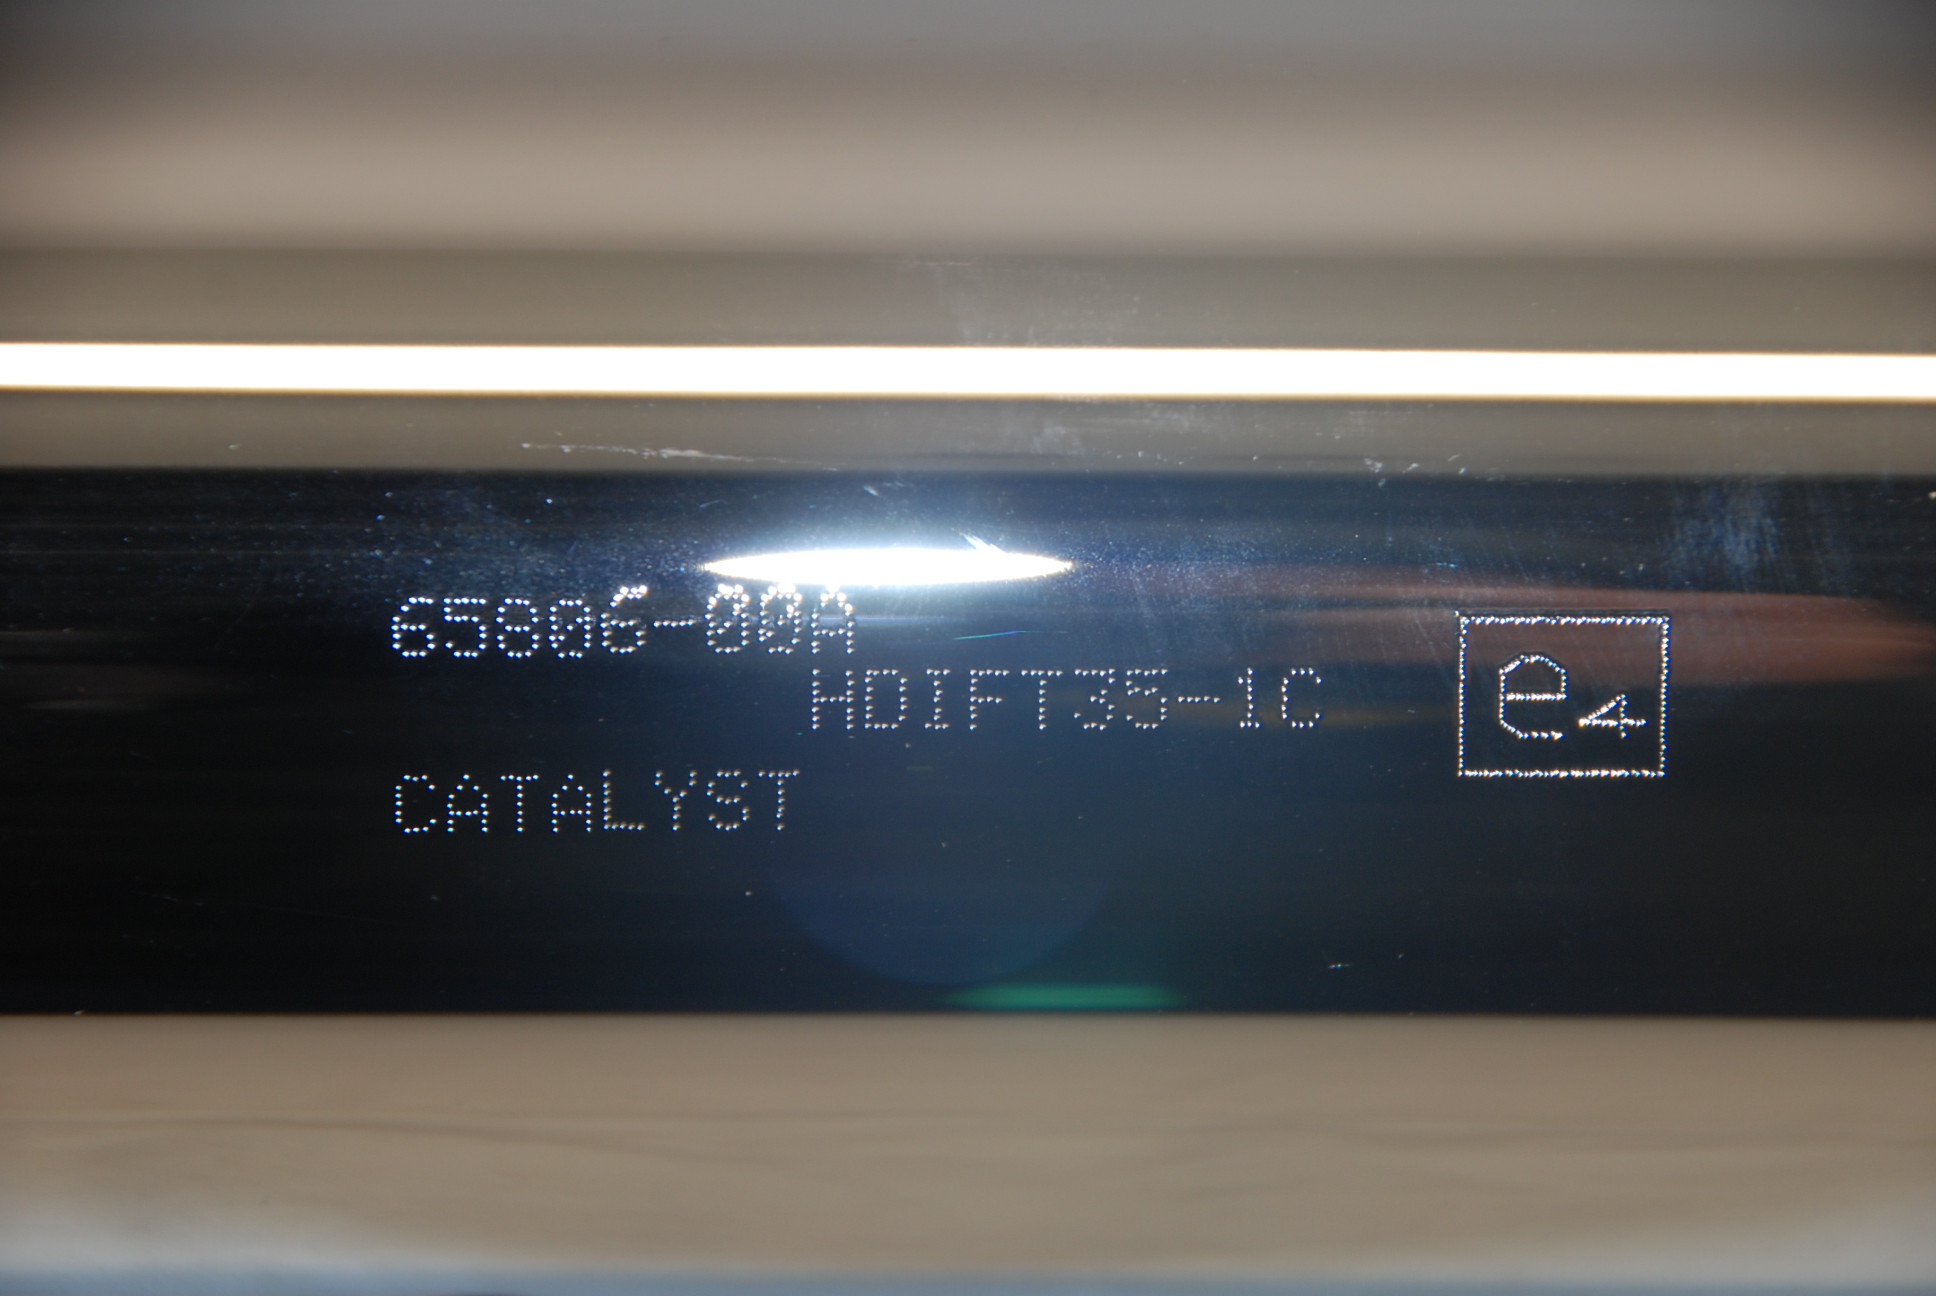 65806-00A
HDIFT35-1C
e4
CATALYST